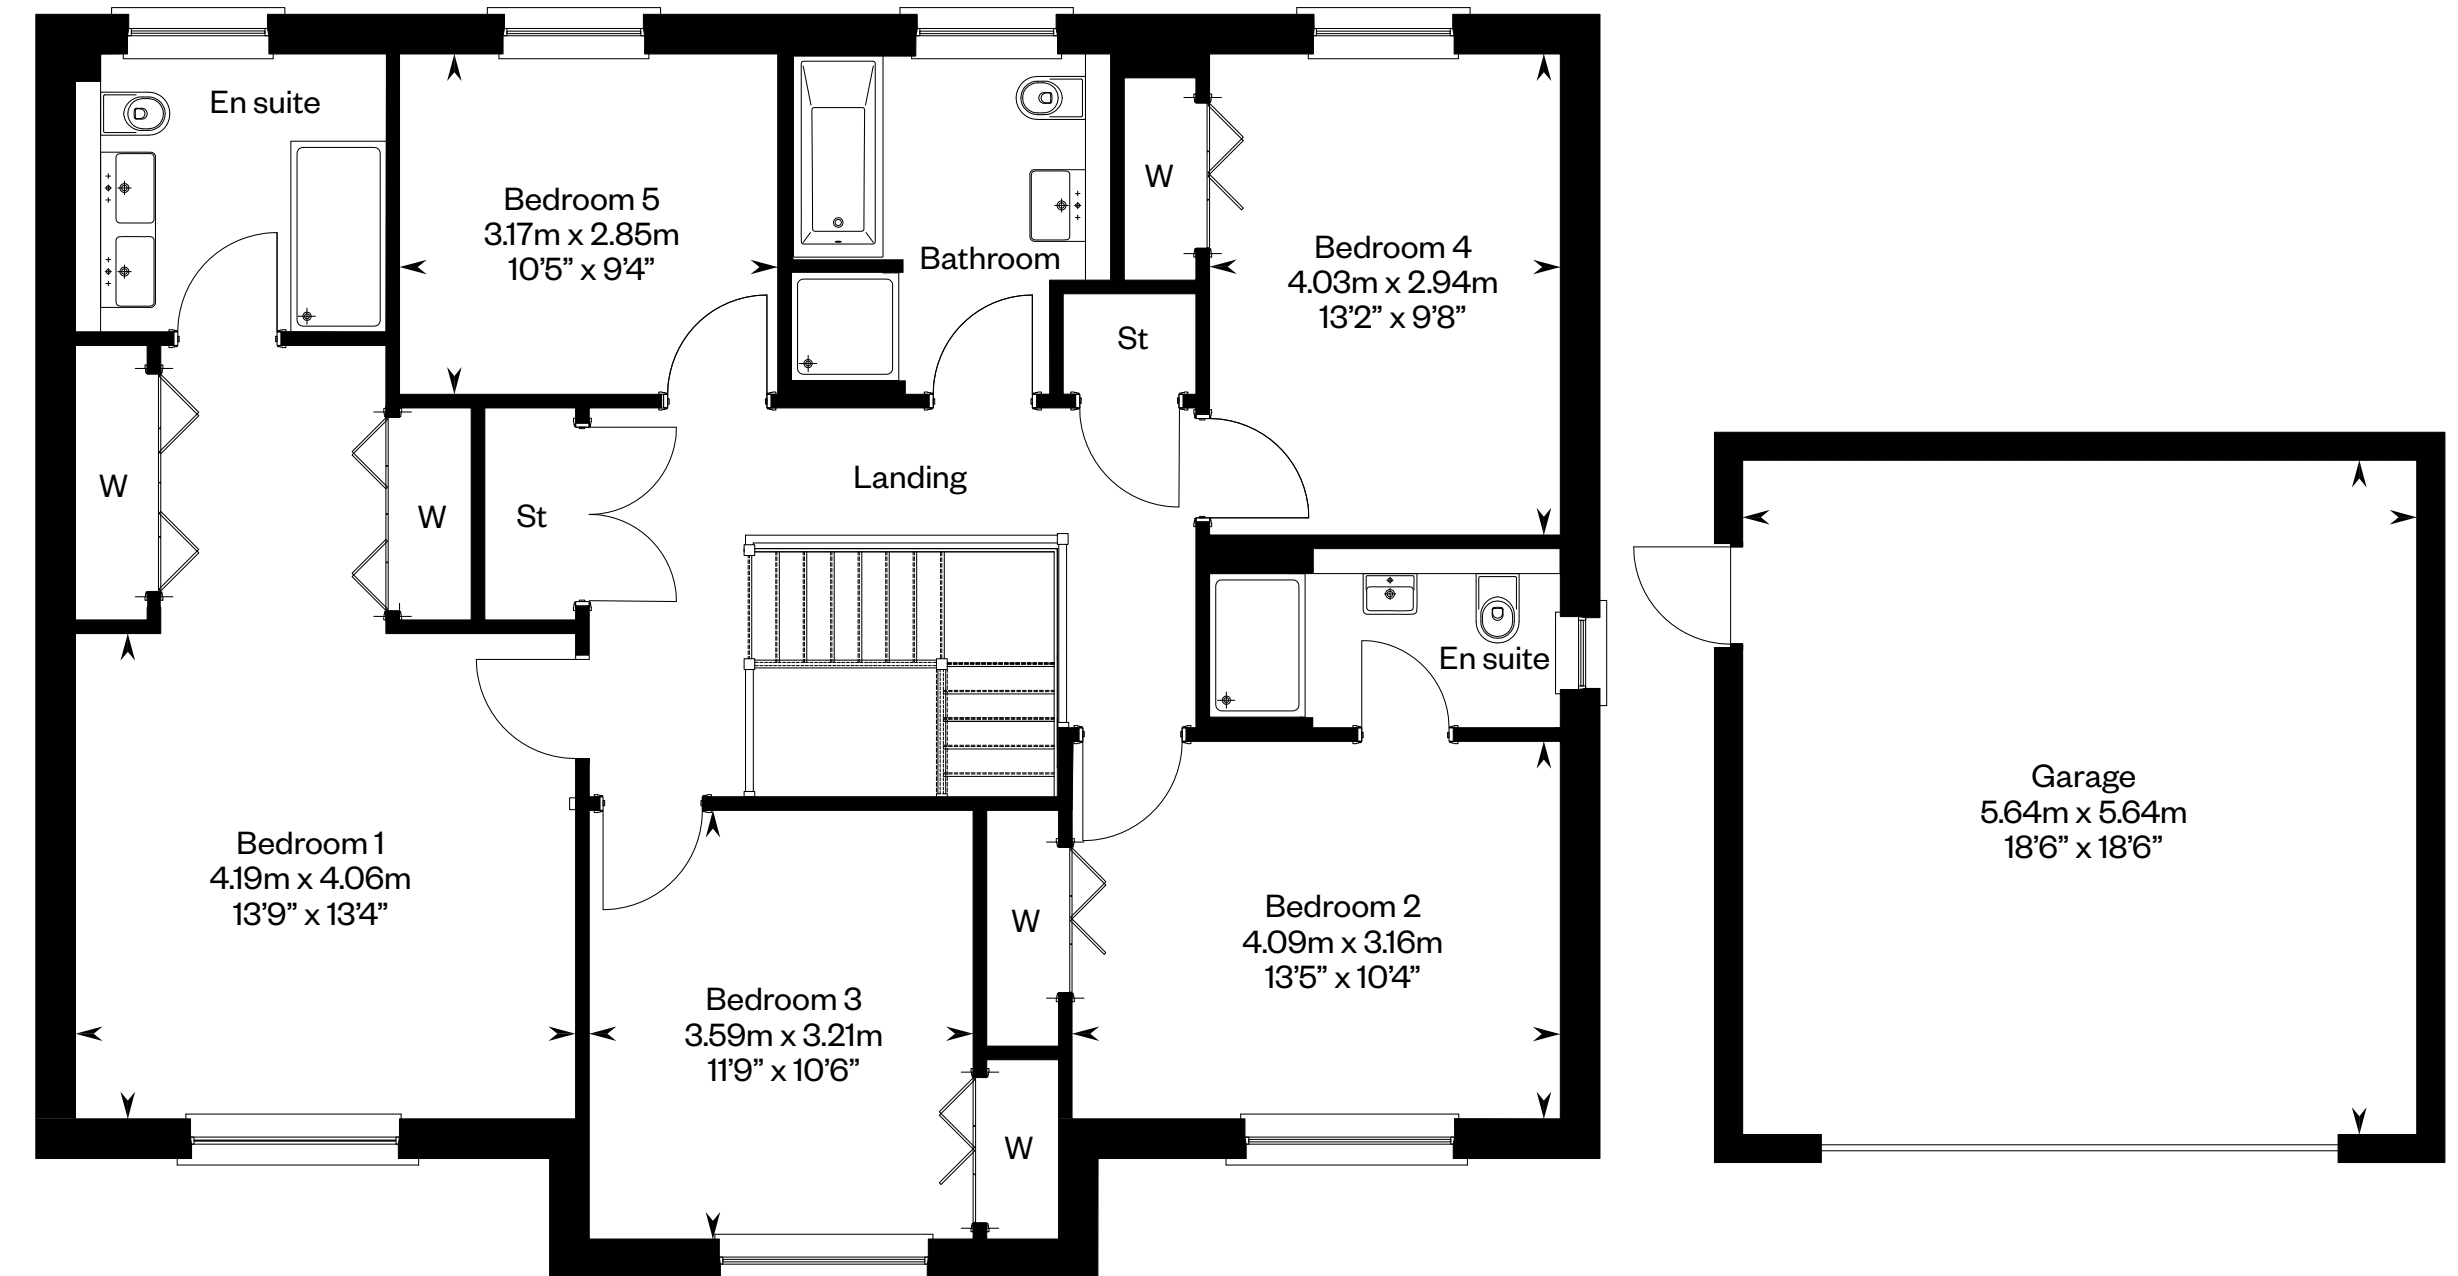 En suite
Bedroom 5
3.17m x 2.85m
10’5” x 9’4”
Bathroom
W
Bedroom 4
4.03m x 2.94m
13’2” x 9’8”
St
W
W
St
Landing
En suite
Garage
5.64m x 5.64m
18’6” x 18’6”
Bedroom 1
4.19m x 4.06m
13’9” x 13’4”
Bedroom 3
3.59m x 3.21m
11’9” x 10’6”
W
W
Bedroom 2
4.09m x 3.16m
13’5” x 10’4”